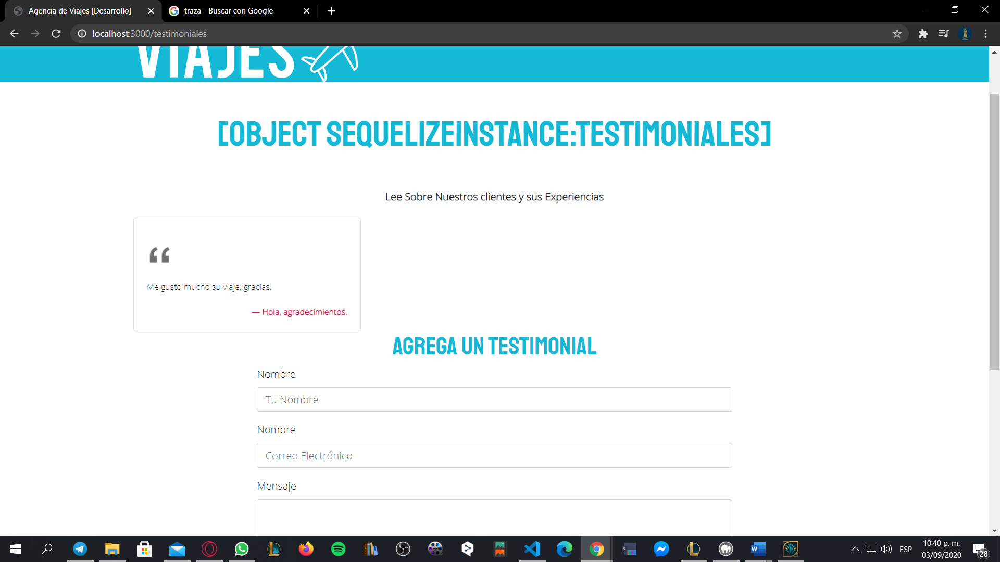 Agencia de Viajes [Desarrollo]
traza - Buscar con Google
localhost:3000/testimoniales
VIAJES
[OBJECT SEQUELIZEINSTANCE:TESTIMONIALES]
Lee Sobre Nuestros clientes y sus Experiencias
“
Me gusto mucho su viaje, gracias.
— Hola, agradecimientos.
AGREGA UN TESTIMONIAL
Nombre
Tu Nombre
Nombre
Correo Electrónico
Mensaje
ESP
10:40 p. m.
03/09/2020
28